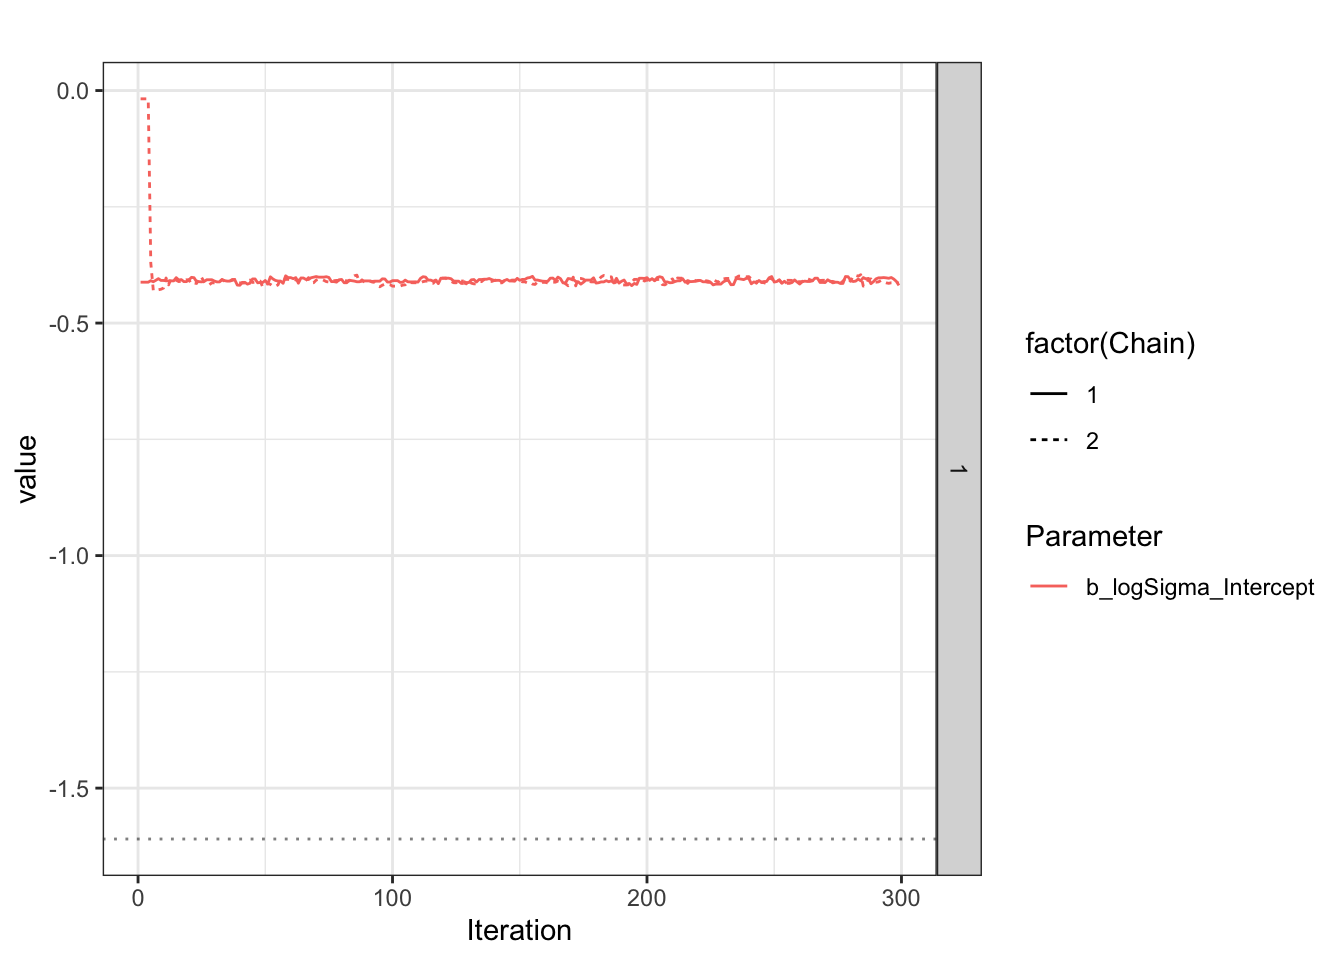 0.0
-0.5
-1.0
-1.5
value
0
100
200
300
Iteration
1
factor(Chain)
1
2
Parameter
b_logSigma_Intercept